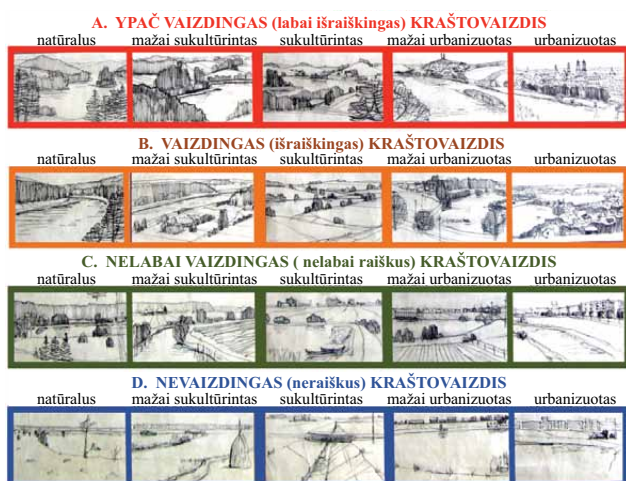 A. YPAČ VAIZDINGAS (labai išraiškingas) KRAŠTOVAIZDIS
natūralus mažai sukultūrintas sukultūrintas mažai urbanizuotas urbanizuotas
B. VAIZDINGAS (išraiškingas) KRAŠTOVAIZDIS
natūralus mažai sukultūrintas sukultūrintas mažai urbanizuotas urbanizuotas
C. NELABAI VAIZDINGAS ( nelabai raiškus) KRAŠTOVAIZDIS
natūralus mažai sukultūrintas sukultūrintas mažai urbanizuotas urbanizuotas
D. NEVAIZDINGAS (neraiškus) KRAŠTOVAIZDIS
natūralus mažai sukultūrintas sukultūrintas mažai urbanizuotas urbanizuotas